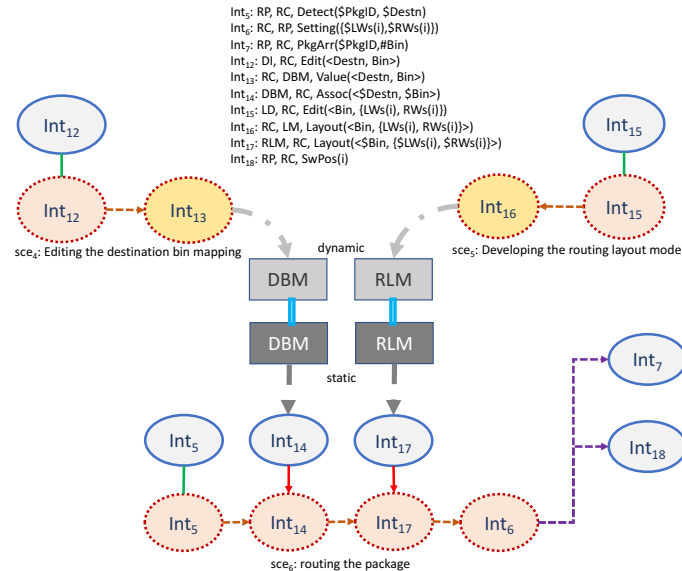 Int₅: RP, RC, Detect($PkgID, $Destn)
Int₆: RC, RP, Setting({$LWs(i),$RWs(i)})
Int₇: RP, RC, PkgArr($PkgID,#Bin)
Int₁₂: DI, RC, Edit(<Destn, Bin>)
Int₁₃: RC, DBM, Value(<Destn, Bin>)
Int₁₄: DBM, RC, Assoc(<$Destn, $Bin>)
Int₁₅: LD, RC, Edit(<Bin, {LWs(i), RWs(i)})
Int₁₆: RC, LM, Layout(<Bin, {LWs(i), RWs(i)}>)
Int₁₇: RLM, RC, Layout(<$Bin, {$LWs(i), $RWs(i)}>)
Int₁₈: RP, RC, SwPos(i)
Int₁₂
Int₁₅
Int₁₂
Int₁₃
Int₁₆
Int₁₅
sce₄: Editing the destination bin mapping
dynamic
sce₅: Developing the routing layout mode
DBM
RLM
DBM
RLM
static
Int₇
Int₅
Int₁₄
Int₁₇
Int₁₈
Int₅
Int₁₄
Int₁₇
Int₆
sce₆: routing the package